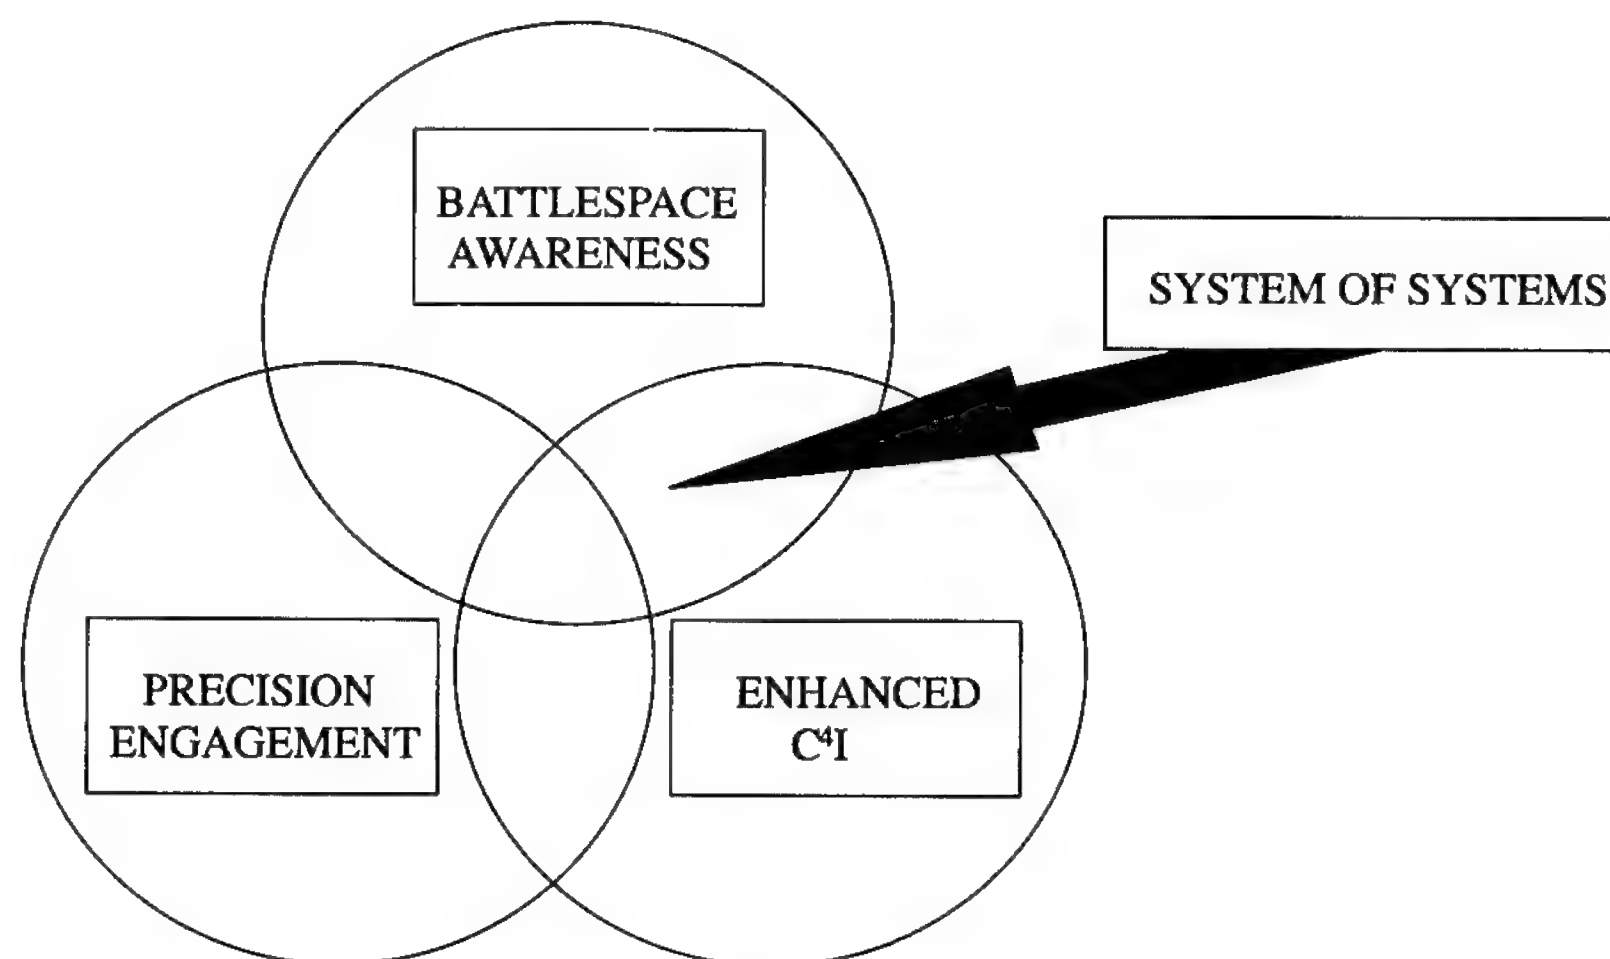 BATTLESPACE
AWARENESS
SYSTEM OF SYSTEMS
PRECISION
ENGAGEMENT
ENHANCED
C⁴I